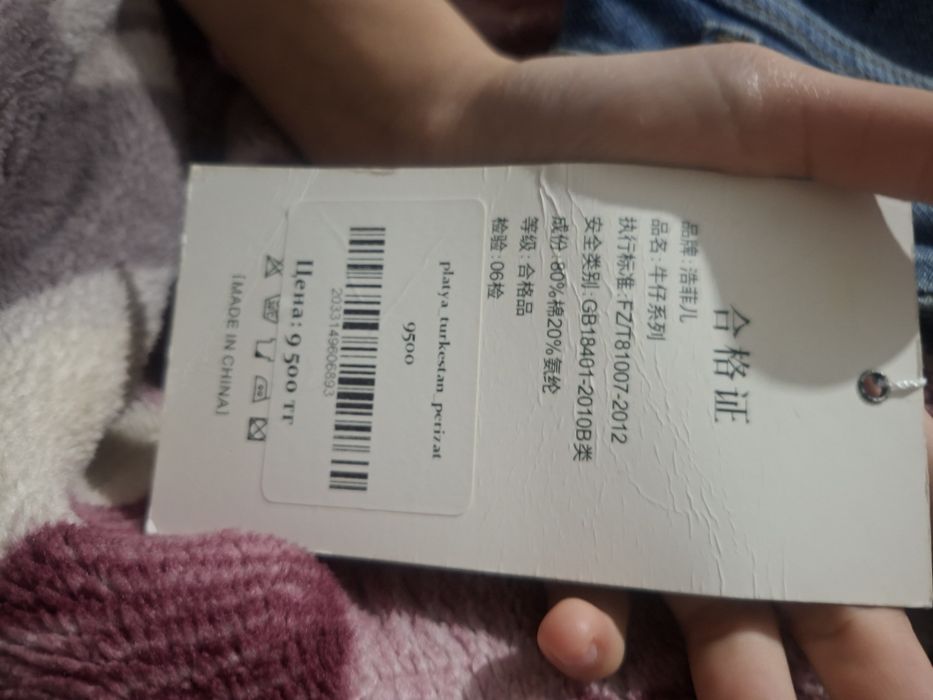 合格证
品牌:浩菲儿
品名:牛仔系列
执行标准:FZ/T81007-2012
安全类别:GB18401-2010B类
成份:80%棉20%氨纶
等级:合格品
检验:06检
platya_turkestan_perizat
9500
2033149606893
Цена: 9 500 тг
(MADE IN CHINA)